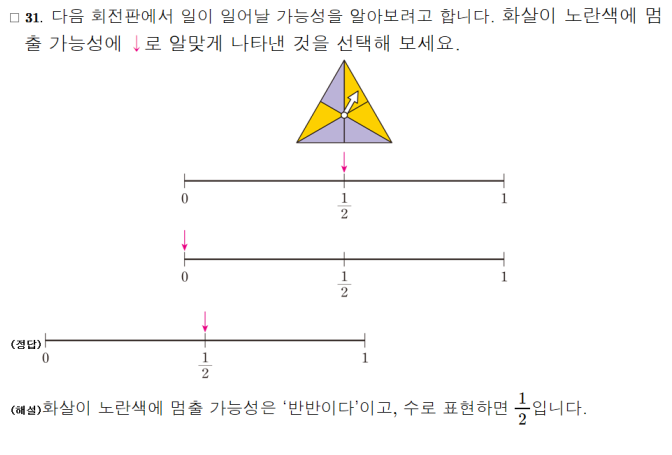 □ 31. 다음 회전판에서 일이 일어날 가능성을 알아보려고 합니다. 화살이 노란색에 멈
출 가능성에 ↓로 알맞게 나타낸 것을 선택해 보세요.
0 1/2 1
0 1/2 1
(정답) 0 1/2 1
(해설)화살이 노란색에 멈출 가능성은 ‘반반이다’이고, 수로 표현하면 1/2입니다.